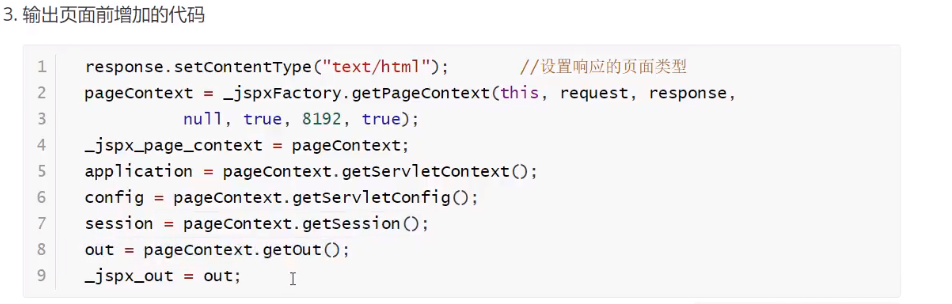 3. 输出页面前增加的代码
1 response.setContentType("text/html"); //设置响应的页面类型
2 pageContext = _jspxFactory.getPageContext(this, request, response,
3 null, true, 8192, true);
4 _jspx_page_context = pageContext;
5 application = pageContext.getServletContext();
6 config = pageContext.getServletConfig();
7 session = pageContext.getSession();
8 out = pageContext.getOut();
9 _jspx_out = out;